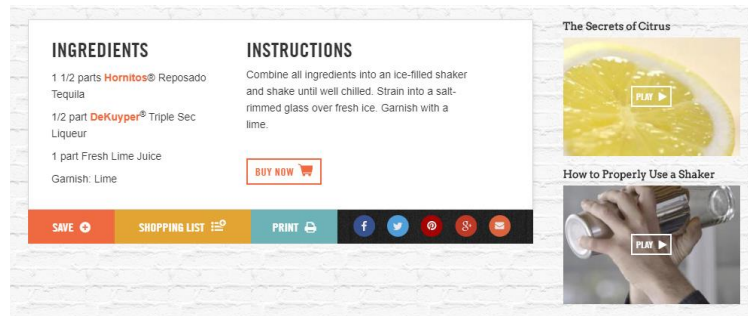 INGREDIENTS
1 1/2 parts Hornitos® Reposado
Tequila
1/2 part DeKuyper® Triple Sec
Liqueur
1 part Fresh Lime Juice
Garnish: Lime
INSTRUCTIONS
Combine all ingredients into an ice-filled shaker
and shake until well chilled. Strain into a salt-
rimmed glass over fresh ice. Garnish with a
lime.
BUY NOW
SAVE
SHOPPING LIST
PRINT
f
g+
The Secrets of Citrus
PLAY
How to Properly Use a Shaker
PLAY